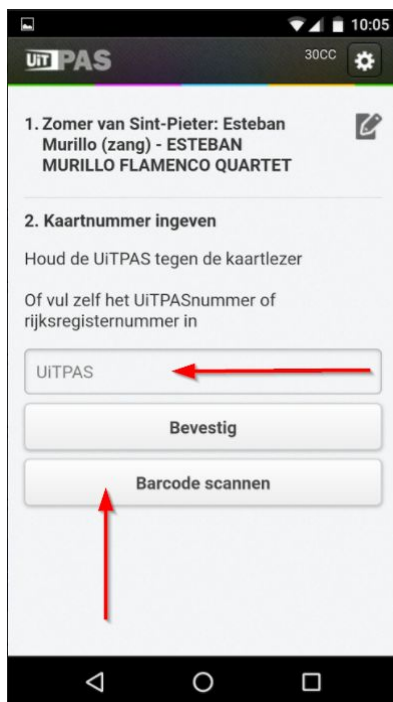 10:05
UiTPAS
30CC
1. Zomer van Sint-Pieter: Esteban
Murillo (zang) - ESTEBAN
MURILLO FLAMENCO QUARTET
2. Kaartnummer ingeven
Houd de UiTPAS tegen de kaartlezer
Of vul zelf het UiTPASnummer of
rijksregisternummer in
UiTPAS
Bevestig
Barcode scannen